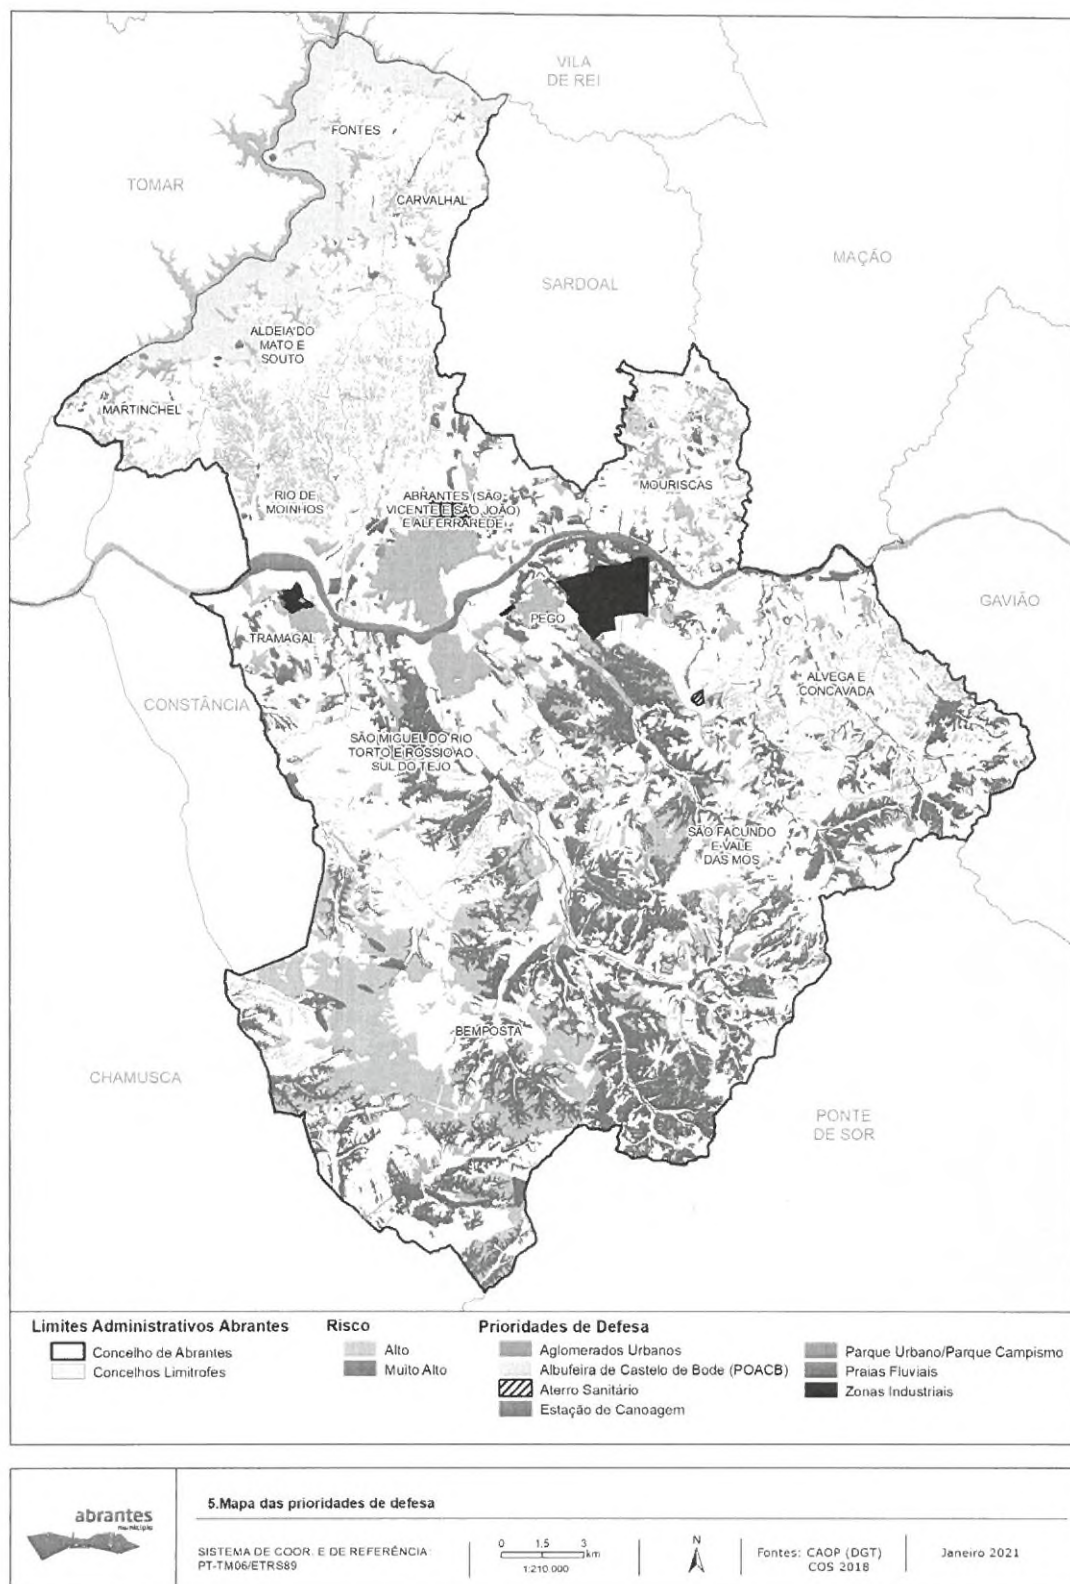 VILA
DE REI
FONTES
TOMAR
CARVALHAL
MAÇÃO
SARDOAL
ALDEIA DO
MATO E
SOUTO
MARTINCHEL
MOURISCAS
RIO DE
MOINHOS
ABRANTES (SÃO
VICENTE E SÃO JOÃO)
E ALFERRAREDE
GAVIÃO
PEGO
TRAMAGAL
ALVEGA E
CONCAVADA
CONSTÂNCIA
SÃO MIGUEL DO RIO
TORTO E ROSSIO AO
SUL DO TEJO
SÃO FACUNDO
E VALE
DAS MÓS
BEMPOSTA
CHAMUSCA
PONTE
DE SOR
Limites Administrativos Abrantes
Concelho de Abrantes
Concelhos Limítrofes
Risco
Alto
Muito Alto
Prioridades de Defesa
Aglomerados Urbanos
Albufeira de Castelo de Bode (POACB)
Aterro Sanitário
Estação de Canoagem
Parque Urbano/Parque Campismo
Praias Fluviais
Zonas Industriais
abrantes
município
5.Mapa das prioridades de defesa
SISTEMA DE COOR. E DE REFERÊNCIA
PT-TM06/ETRS89
0 1,5 3
km
1:210 000
N
Fontes: CAOP (DGT)
COS 2018
Janeiro 2021